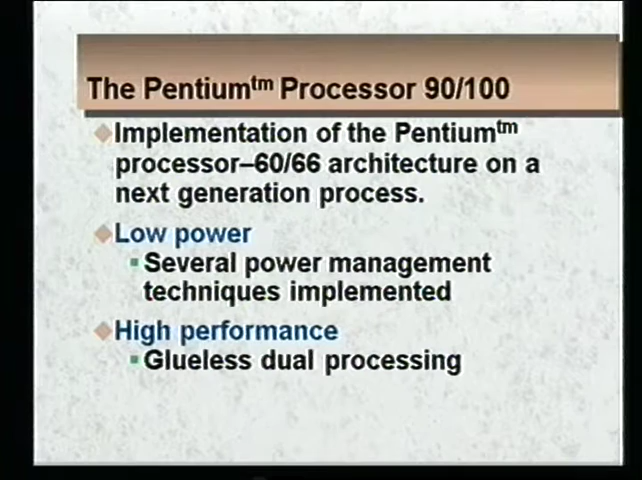 The Pentiumtm Processor 90/100
Implementation of the Pentiumtm
processor–60/66 architecture on a
next generation process.
Low power
Several power management
techniques implemented
High performance
Glueless dual processing